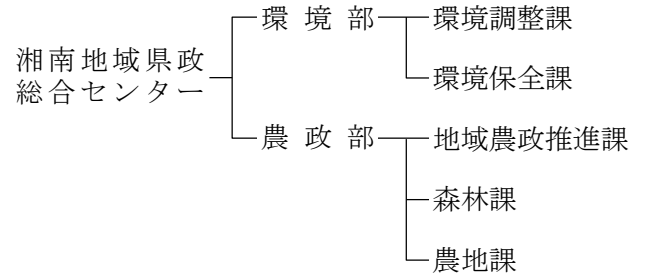 環境部
環境調整課
湘南地域県政
総合センター
環境保全課
農政部
地域農政推進課
森林課
農地課